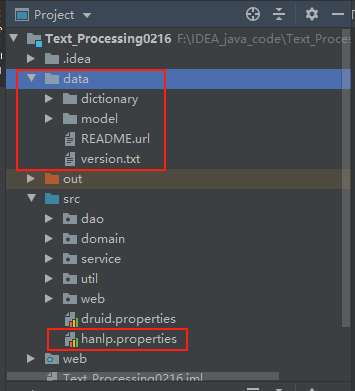 Project
Text_Processing0216 F:\IDEA_java_code\Text_Proce
.idea
data
dictionary
model
README.url
version.txt
out
src
dao
domain
service
util
web
druid.properties
hanlp.properties
web
Text_Processing0216.iml